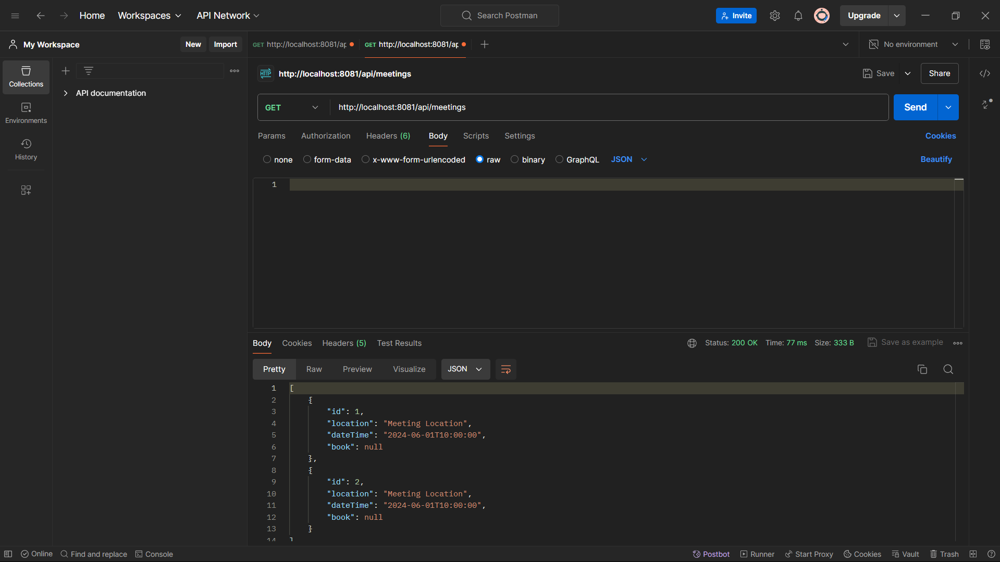 Home Workspaces API Network Search Postman Invite Upgrade
My Workspace New Import GET http://localhost:8081/ap GET http://localhost:8081/ap No environment
Collections
Environments
History
API documentation
HTTP http://localhost:8081/api/meetings Save Share
GET http://localhost:8081/api/meetings Send
Params Authorization Headers (6) Body Scripts Settings Cookies
none form-data x-www-form-urlencoded raw binary GraphQL JSON Beautify
1
Body Cookies Headers (5) Test Results Status: 200 OK Time: 77 ms Size: 333 B Save as example
Pretty Raw Preview Visualize JSON
1 [
2 {
3 "id": 1,
4 "location": "Meeting Location",
5 "dateTime": "2024-06-01T10:00:00",
6 "book": null
7 },
8 {
9 "id": 2,
10 "location": "Meeting Location",
11 "dateTime": "2024-06-01T10:00:00",
12 "book": null
13 }
14 ]
Online Find and replace Console Postbot Runner Start Proxy Cookies Vault Trash